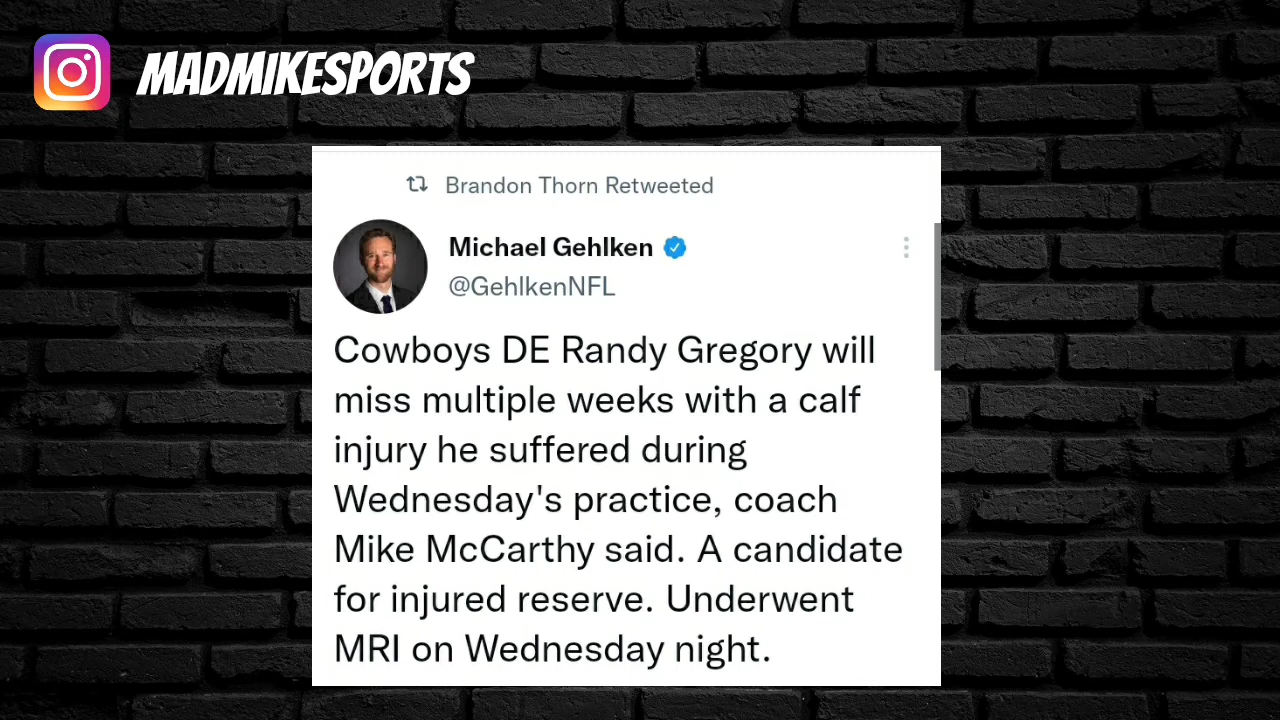 MADMIKESPORTS
Brandon Thorn Retweeted
Michael Gehlken
@GehlkenNFL
Cowboys DE Randy Gregory will
miss multiple weeks with a calf
injury he suffered during
Wednesday's practice, coach
Mike McCarthy said. A candidate
for injured reserve. Underwent
MRI on Wednesday night.